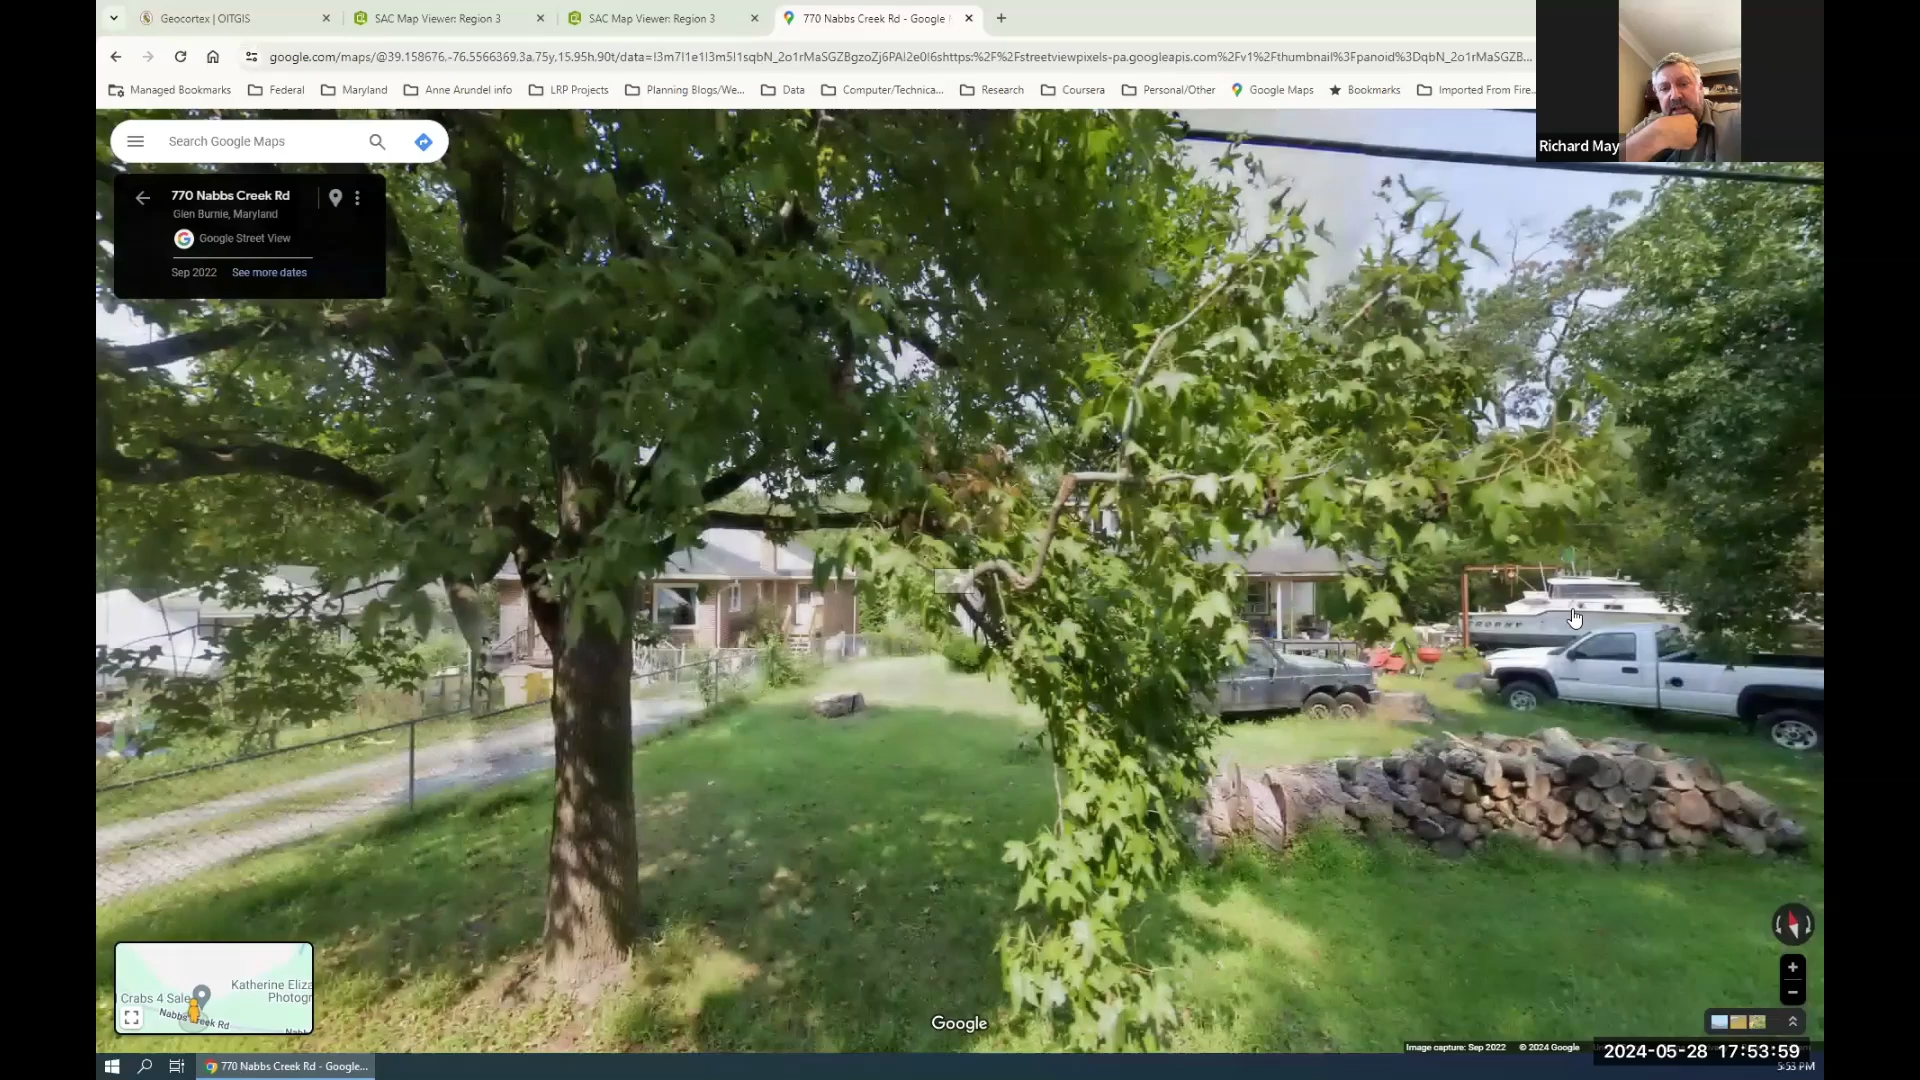 Geocortex | OITGIS
SAC Map Viewer: Region 3
SAC Map Viewer: Region 3
770 Nabbs Creek Rd - Google
google.com/maps/@39.158676,-76.5566369,3a,75y,15.95h,90t/data=!3m7!1e1!3m5!1sqbN_2o1rMaSGZBgzoZj6PA!2e0!6shttps:%2F%2Fstreetviewpixels-pa.googleapis.com%2Fv1%2Fthumbnail%3Fpanoid%3DqbN_2o1rMaSGZB...
Managed Bookmarks Federal Maryland Anne Arundel info LRP Projects Planning Blogs/We... Data Computer/Technica... Research Coursera Personal/Other Google Maps Bookmarks Imported From Fire...
Richard May
Search Google Maps
770 Nabbs Creek Rd
Glen Burnie, Maryland
Google Street View
Sep 2022 See more dates
TROPHY
Crabs 4 Sale
Katherine Eliza
Photogr
Nabbs Creek Rd
Nabb
Google
Image capture: Sep 2022 © 2024 Google
2024-05-28 17:53:59
770 Nabbs Creek Rd - Google...
5:53 PM